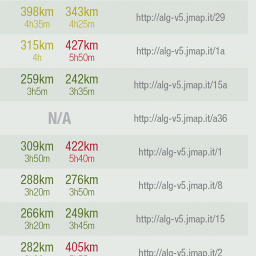 398km 343km http://alg-v5.jmap.it/29
4h35m 4h25m
315km 427km http://alg-v5.jmap.it/1a
4h 5h50m
259km 242km http://alg-v5.jmap.it/15a
3h5m 3h35m
N/A http://alg-v5.jmap.it/a36
309km 422km http://alg-v5.jmap.it/1
3h50m 5h40m
288km 276km http://alg-v5.jmap.it/8
3h20m 3h50m
266km 249km http://alg-v5.jmap.it/15
3h20m 3h45m
282km 405km http://alg-v5.jmap.it/2